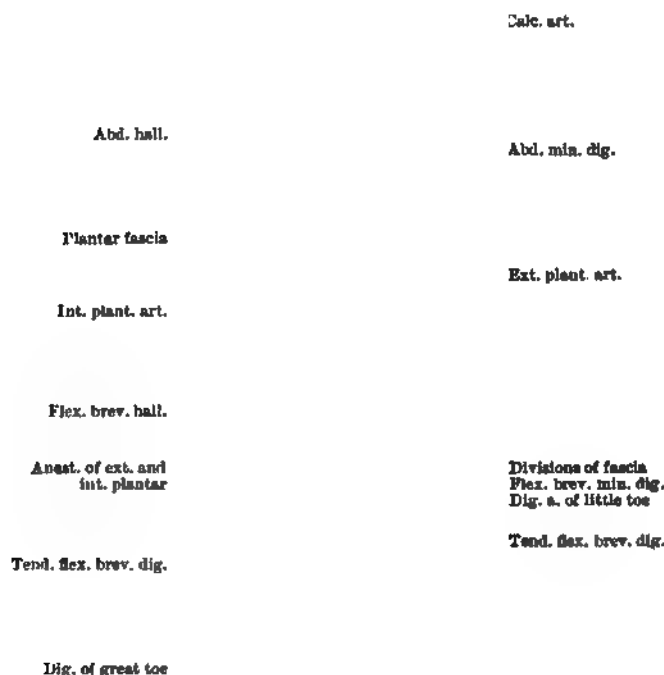 Calc. art.
Abd. hall.
Abd. min. dig.
Plantar fascia
Ext. plant. art.
Int. plant. art.
Flex. brev. hall.
Anast. of ext. and
int. plantar
Divisions of fascia
Flex. brev. min. dig.
Dig. a. of little toe
Tend. flex. brev. dig.
Tend. flex. brev. dig.
Dig. of great toe